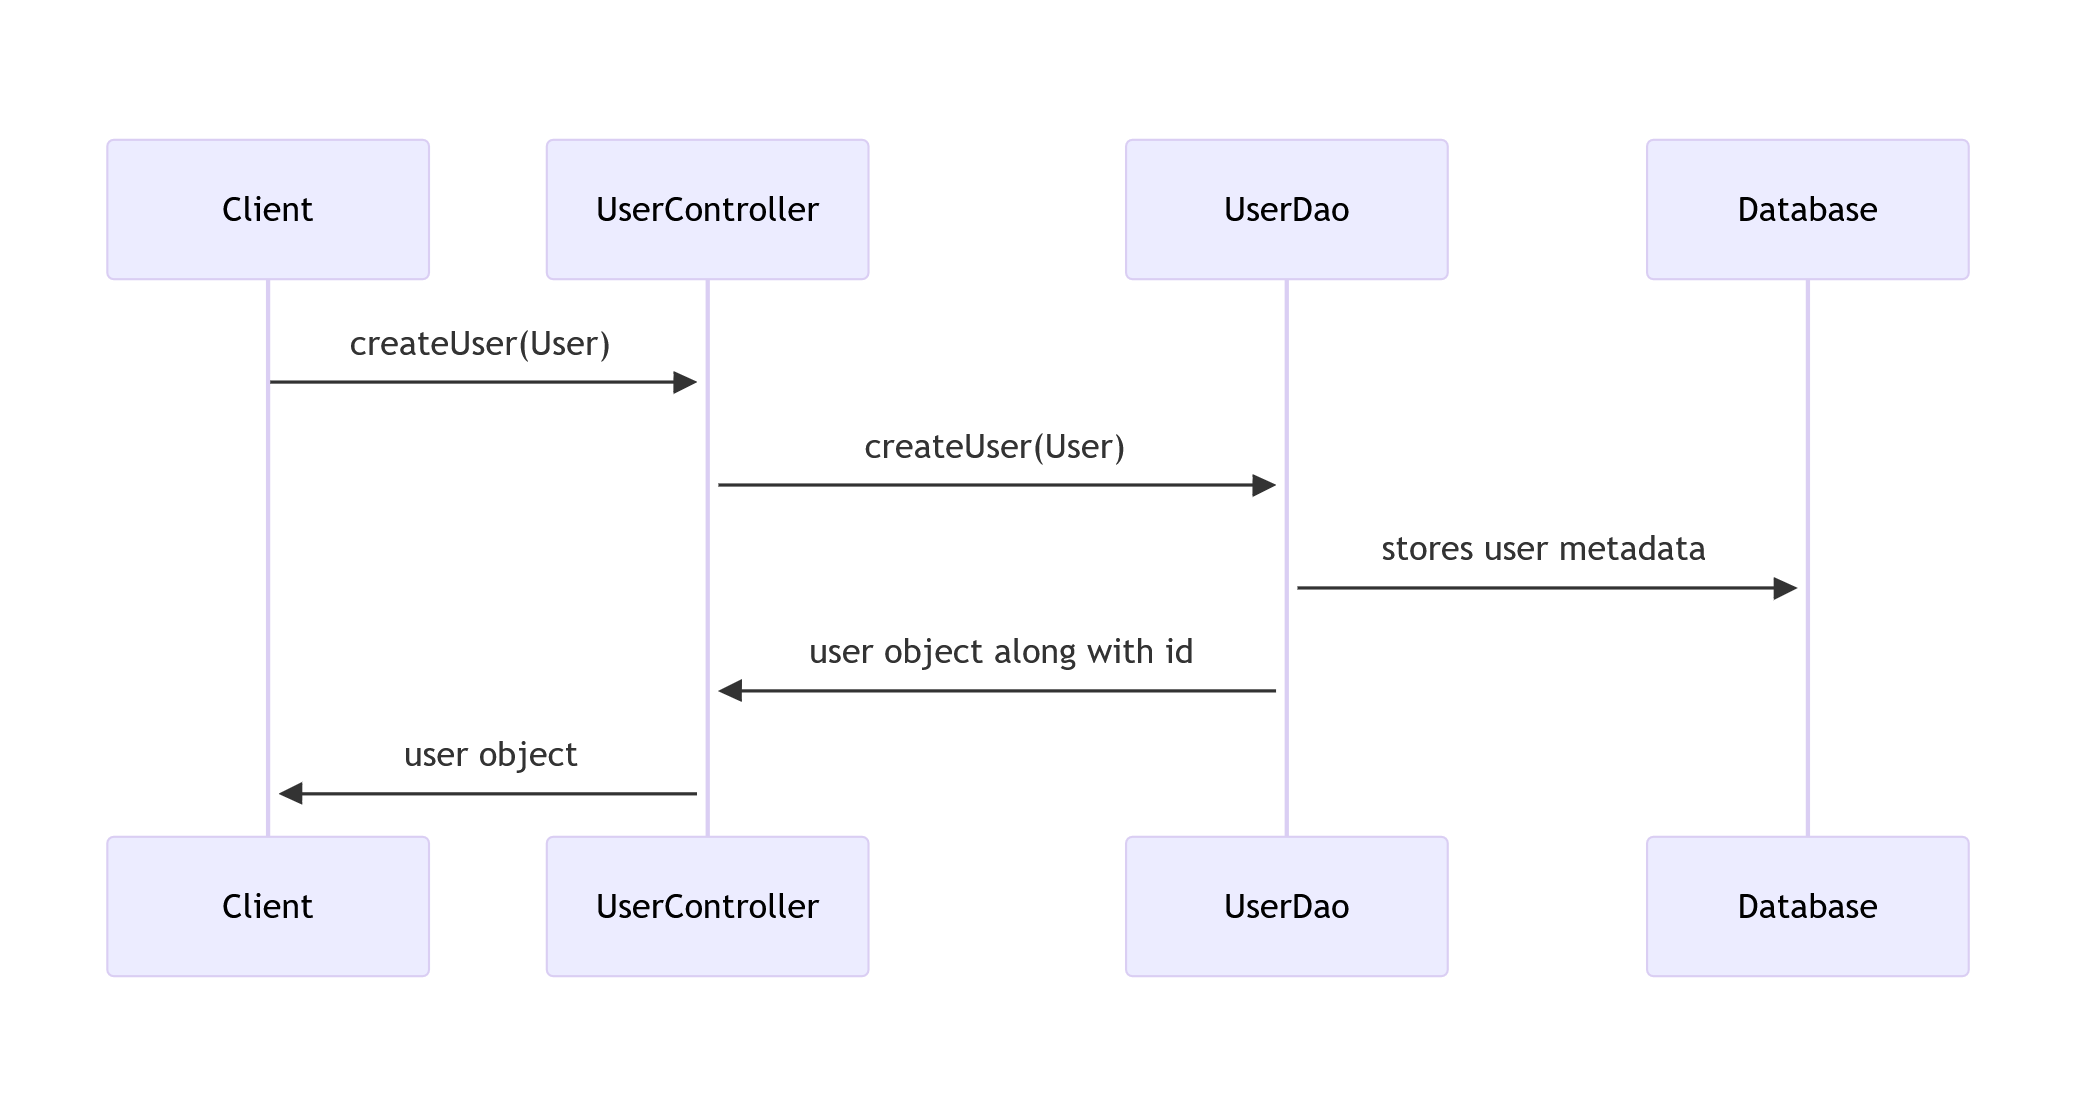 Client
UserController
UserDao
Database
createUser(User)
createUser(User)
stores user metadata
user object along with id
user object
Client
UserController
UserDao
Database